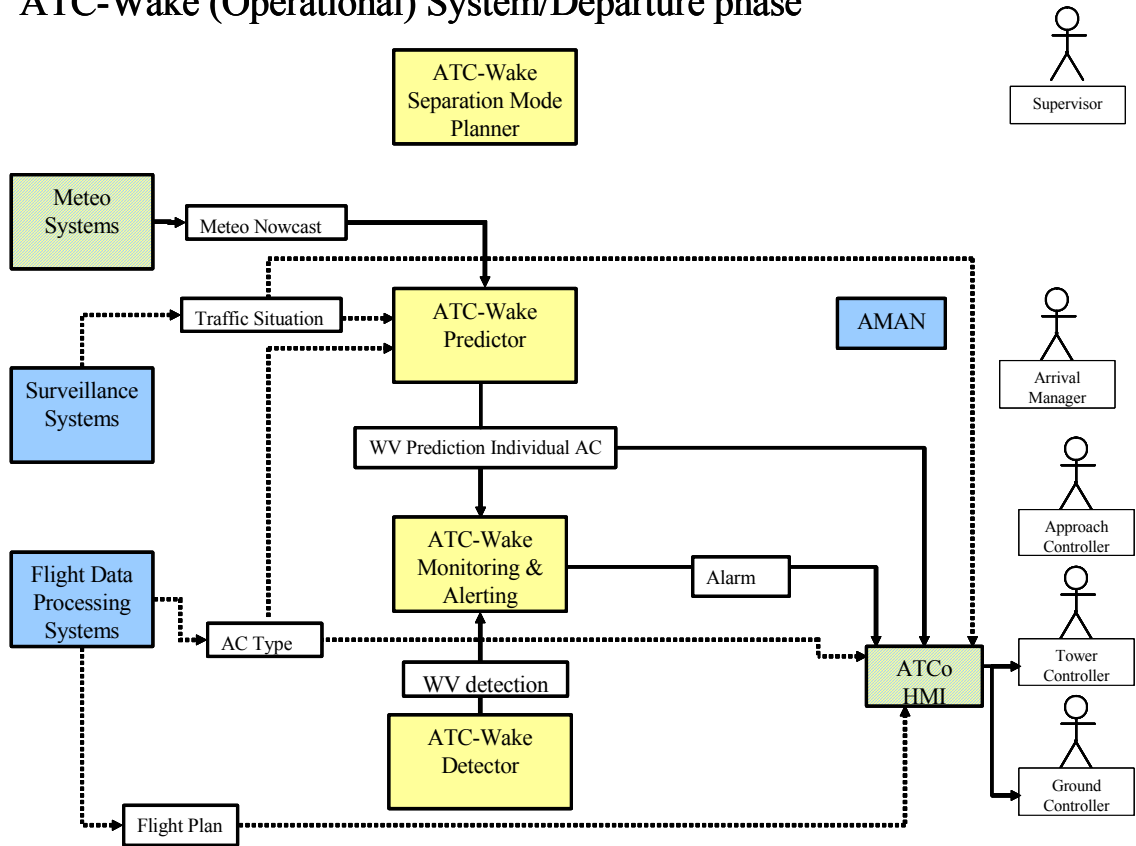 ATC-Wake (Operational) System/Departure phase
ATC-Wake
Separation Mode
Planner
Supervisor
Meteo
Systems
Meteo Nowcast
Traffic Situation
ATC-Wake
Predictor
AMAN
Arrival
Manager
Surveillance
Systems
WV Prediction Individual AC
Approach
Controller
ATC-Wake
Monitoring &
Alerting
Alarm
Flight Data
Processing
Systems
AC Type
WV detection
ATCo
HMI
Tower
Controller
ATC-Wake
Detector
Ground
Controller
Flight Plan